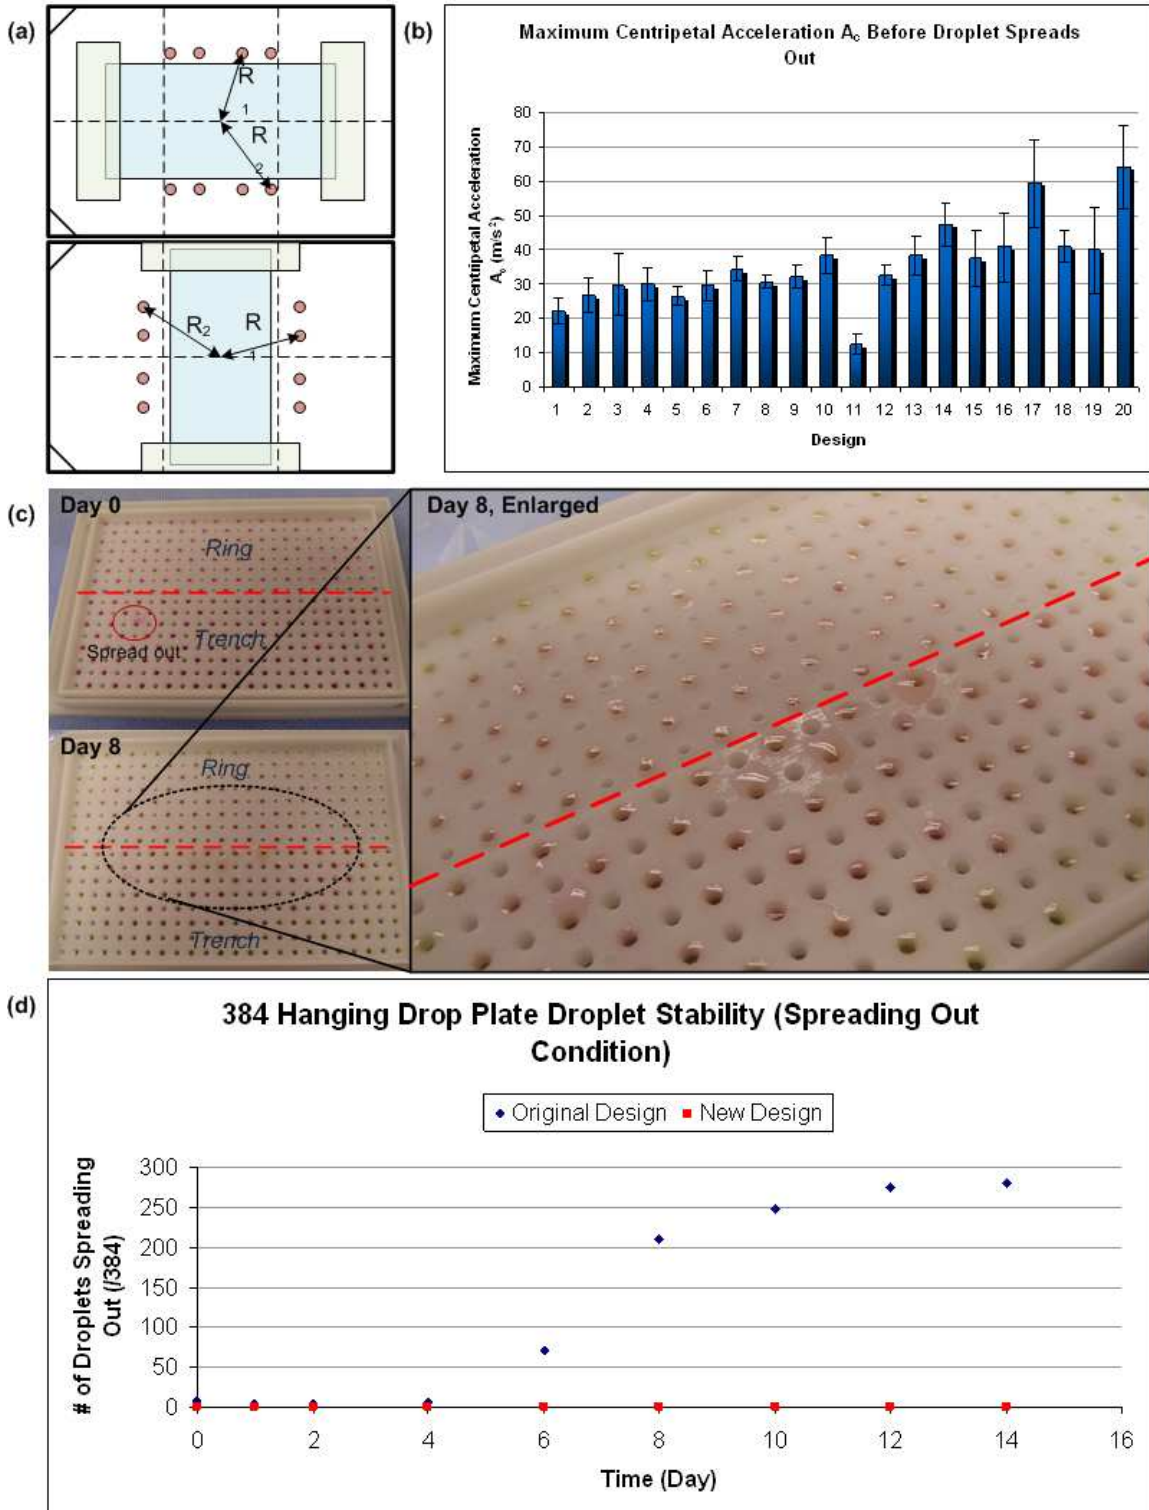 (a)
R
1
R
2
R₂
R
1
(b)
Maximum Centripetal Acceleration Ac Before Droplet Spreads
Out
Maximum Centripetal Acceleration
Ac (m/s²)
80
70
60
50
40
30
20
10
0
1 2 3 4 5 6 7 8 9 10 11 12 13 14 15 16 17 18 19 20
Design
(c)
Day 0
Ring
Trench
Spread out
Day 8
Ring
Trench
Day 8, Enlarged
(d)
384 Hanging Drop Plate Droplet Stability (Spreading Out
Condition)
Original Design New Design
# of Droplets Spreading
Out (/384)
300
250
200
150
100
50
0
0 2 4 6 8 10 12 14 16
Time (Day)